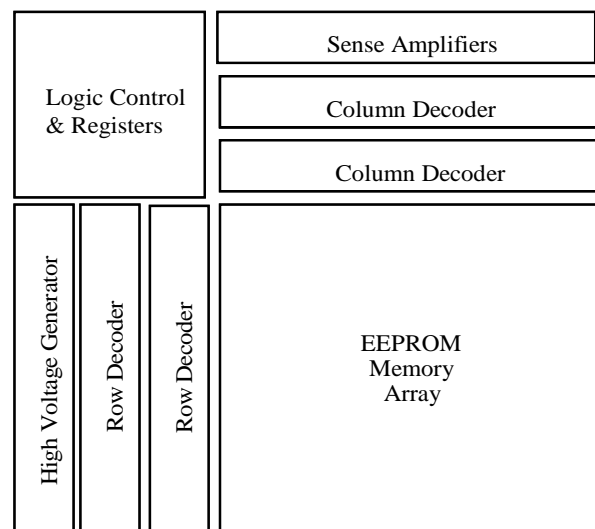 Sense Amplifiers
Logic Control
& Registers
Column Decoder
Column Decoder
High Voltage Generator
Row Decoder
Row Decoder
EEPROM
Memory
Array